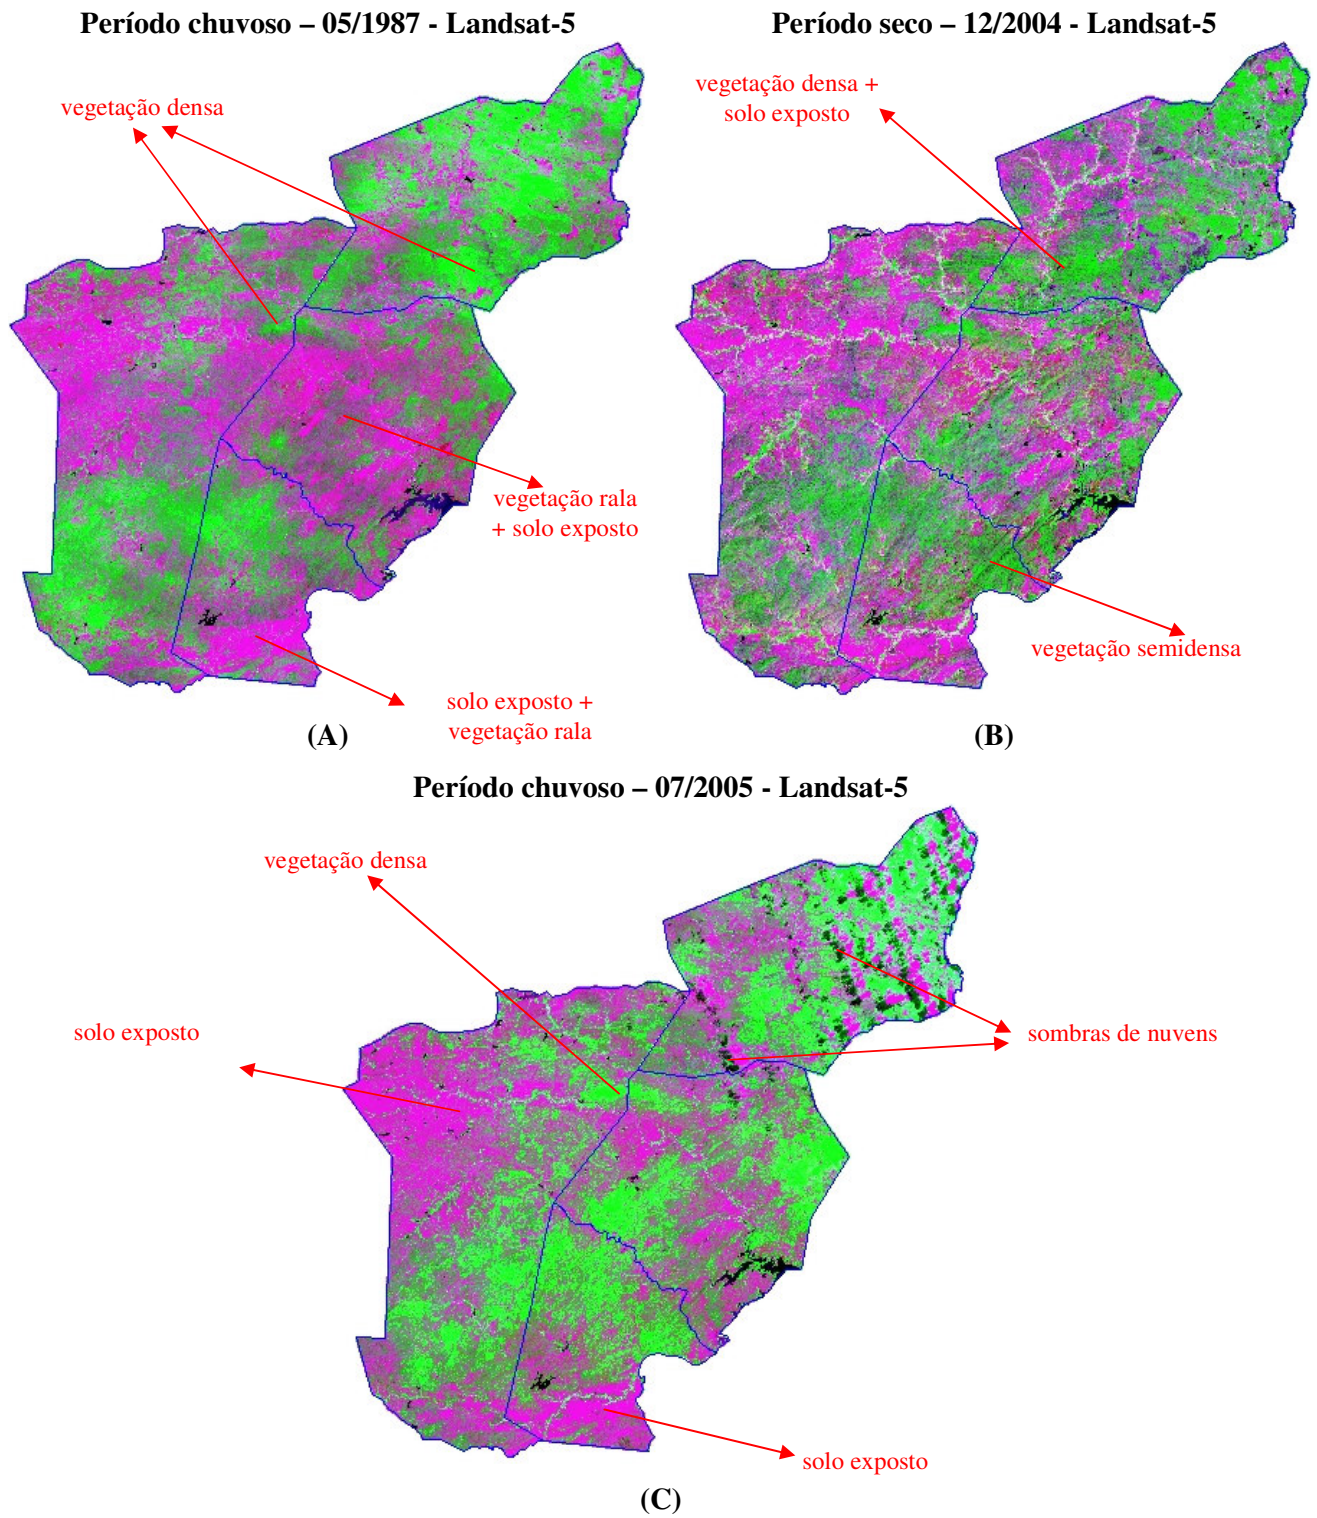 Período chuvoso – 05/1987 - Landsat-5
vegetação densa
vegetação rala
+ solo exposto
solo exposto +
vegetação rala
(A)
Período seco – 12/2004 - Landsat-5
vegetação densa +
solo exposto
vegetação semidensa
(B)
Período chuvoso – 07/2005 - Landsat-5
vegetação densa
solo exposto
sombras de nuvens
solo exposto
(C)